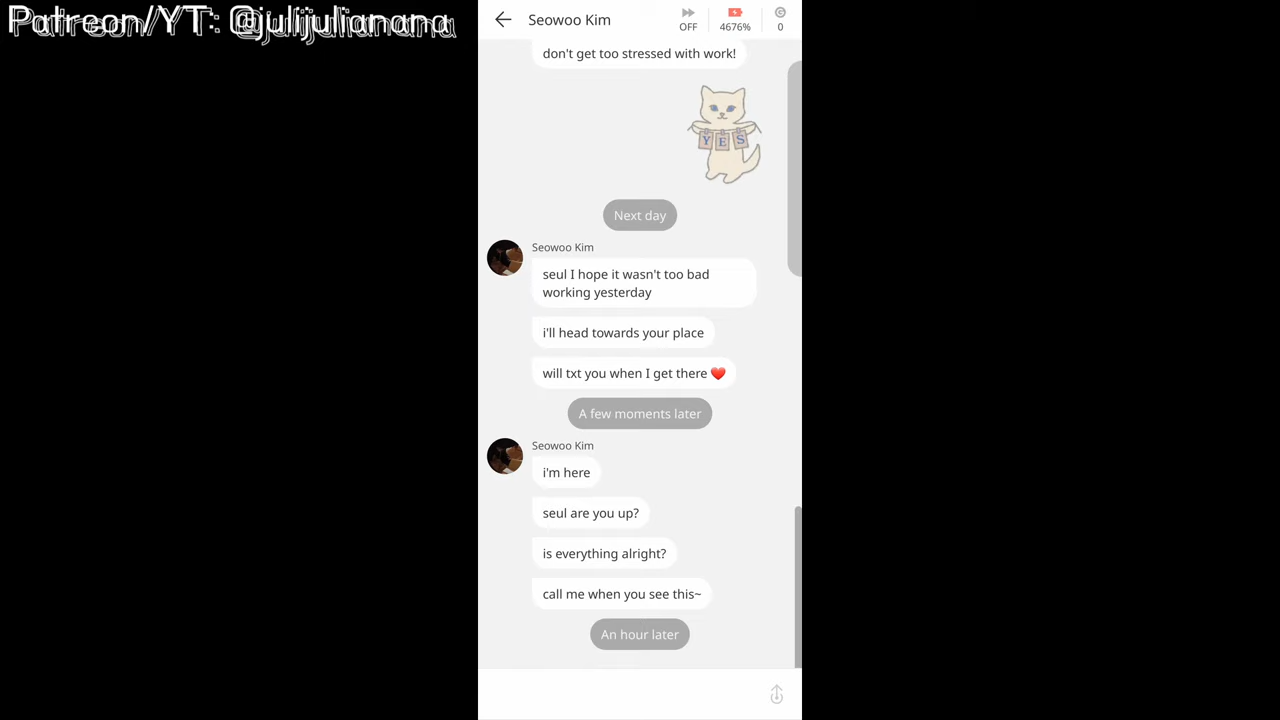 Patreon/YT: @julijulianana
Seowoo Kim
OFF
4676%
0
don't get too stressed with work!
YES
Next day
Seowoo Kim
seul I hope it wasn't too bad
working yesterday
i'll head towards your place
will txt you when I get there ❤️
A few moments later
Seowoo Kim
i'm here
seul are you up?
is everything alright?
call me when you see this~
An hour later